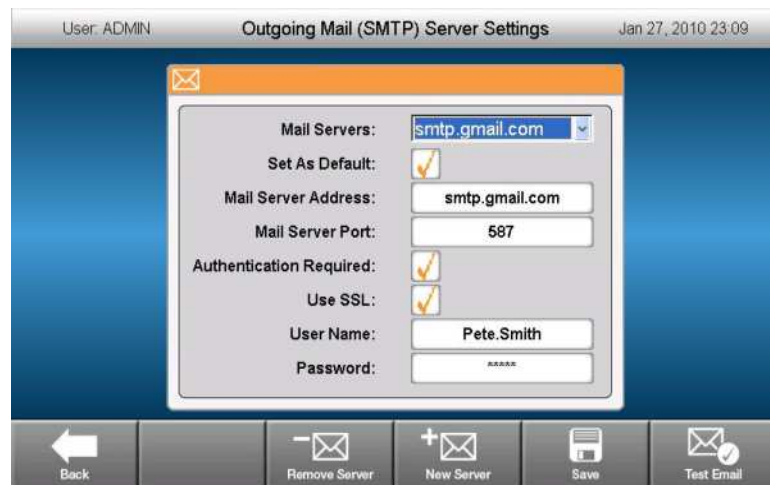 User: ADMIN Outgoing Mail (SMTP) Server Settings Jan 27, 2010 23:09
Mail Servers: smtp.gmail.com
Set As Default:
Mail Server Address: smtp.gmail.com
Mail Server Port: 587
Authentication Required:
Use SSL:
User Name: Pete.Smith
Password: *****
Back Remove Server New Server Save Test Email